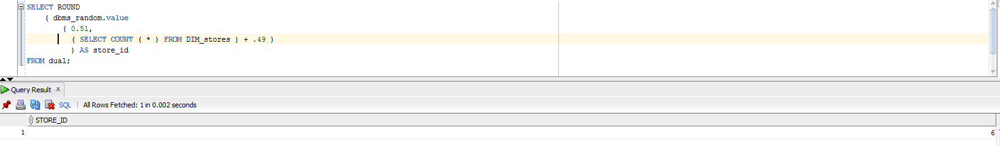 SELECT ROUND
( dbms_random.value
( 0.51,
( SELECT COUNT ( * ) FROM DIM_stores ) + .49 )
) AS store_id
FROM dual;
Query Result x
SQL | All Rows Fetched: 1 in 0.002 seconds
STORE_ID
1 6